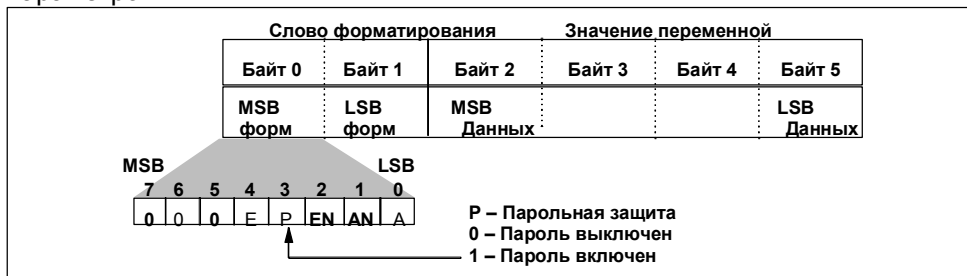 Слово форматирования Значение переменной
Байт 0 Байт 1 Байт 2 Байт 3 Байт 4 Байт 5
MSB LSB MSB LSB
форм форм Данных Данных
MSB LSB
7 6 5 4 3 2 1 0
0 0 0 E P EN AN A
P – Парольная защита
0 – Пароль выключен
1 – Пароль включен